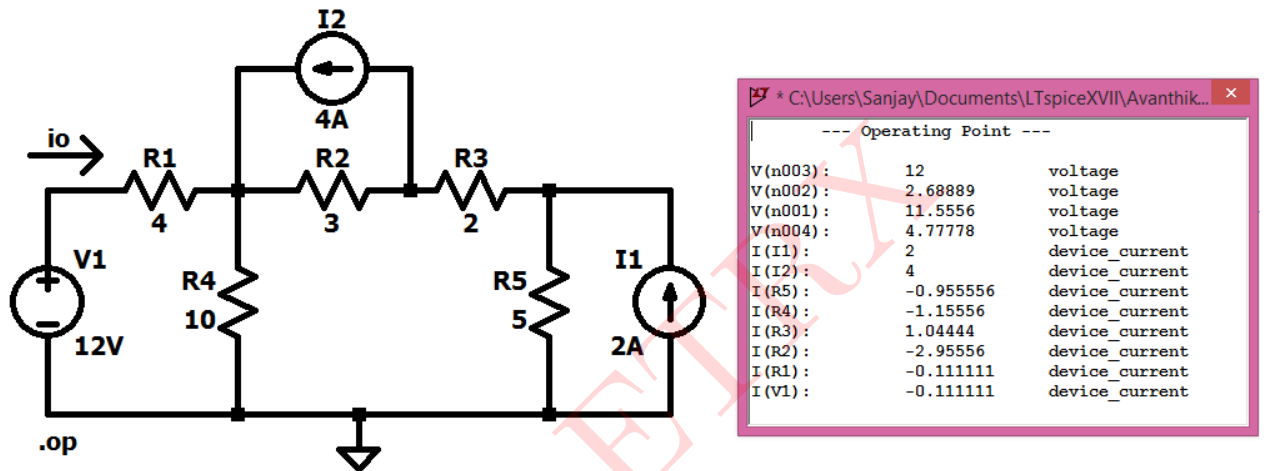 I2
4A
io
R1
4
R2
3
R3
2
V1
12V
R4
10
R5
5
I1
2A
.op
* C:\Users\Sanjay\Documents\LTspiceXVII\Avanthik...
--- Operating Point ---
V(n003): 12 voltage
V(n002): 2.68889 voltage
V(n001): 11.5556 voltage
V(n004): 4.77778 voltage
I(I1): 2 device_current
I(I2): 4 device_current
I(R5): -0.955556 device_current
I(R4): -1.15556 device_current
I(R3): 1.04444 device_current
I(R2): -2.95556 device_current
I(R1): -0.111111 device_current
I(V1): -0.111111 device_current
ETRX